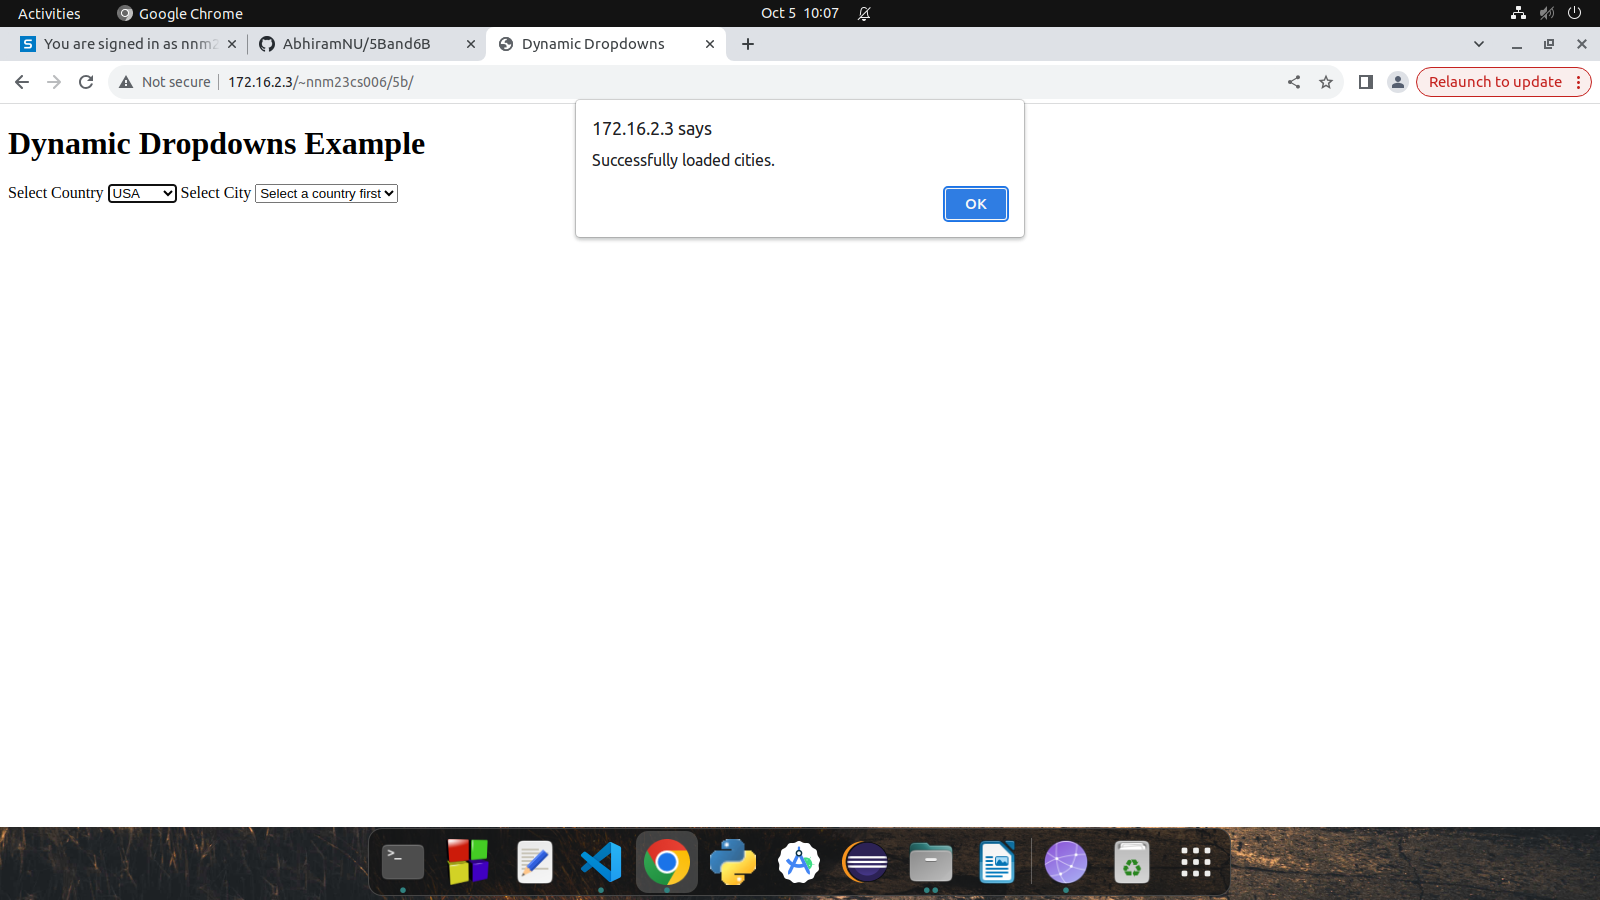 Activities
Google Chrome
Oct 5 10:07
You are signed in as nnm2
AbhiramNU/5Band6B
Dynamic Dropdowns
Not secure
172.16.2.3/~nnm23cs006/5b/
Relaunch to update
172.16.2.3 says
Successfully loaded cities.
OK
Dynamic Dropdowns Example
Select Country USA Select City Select a country first